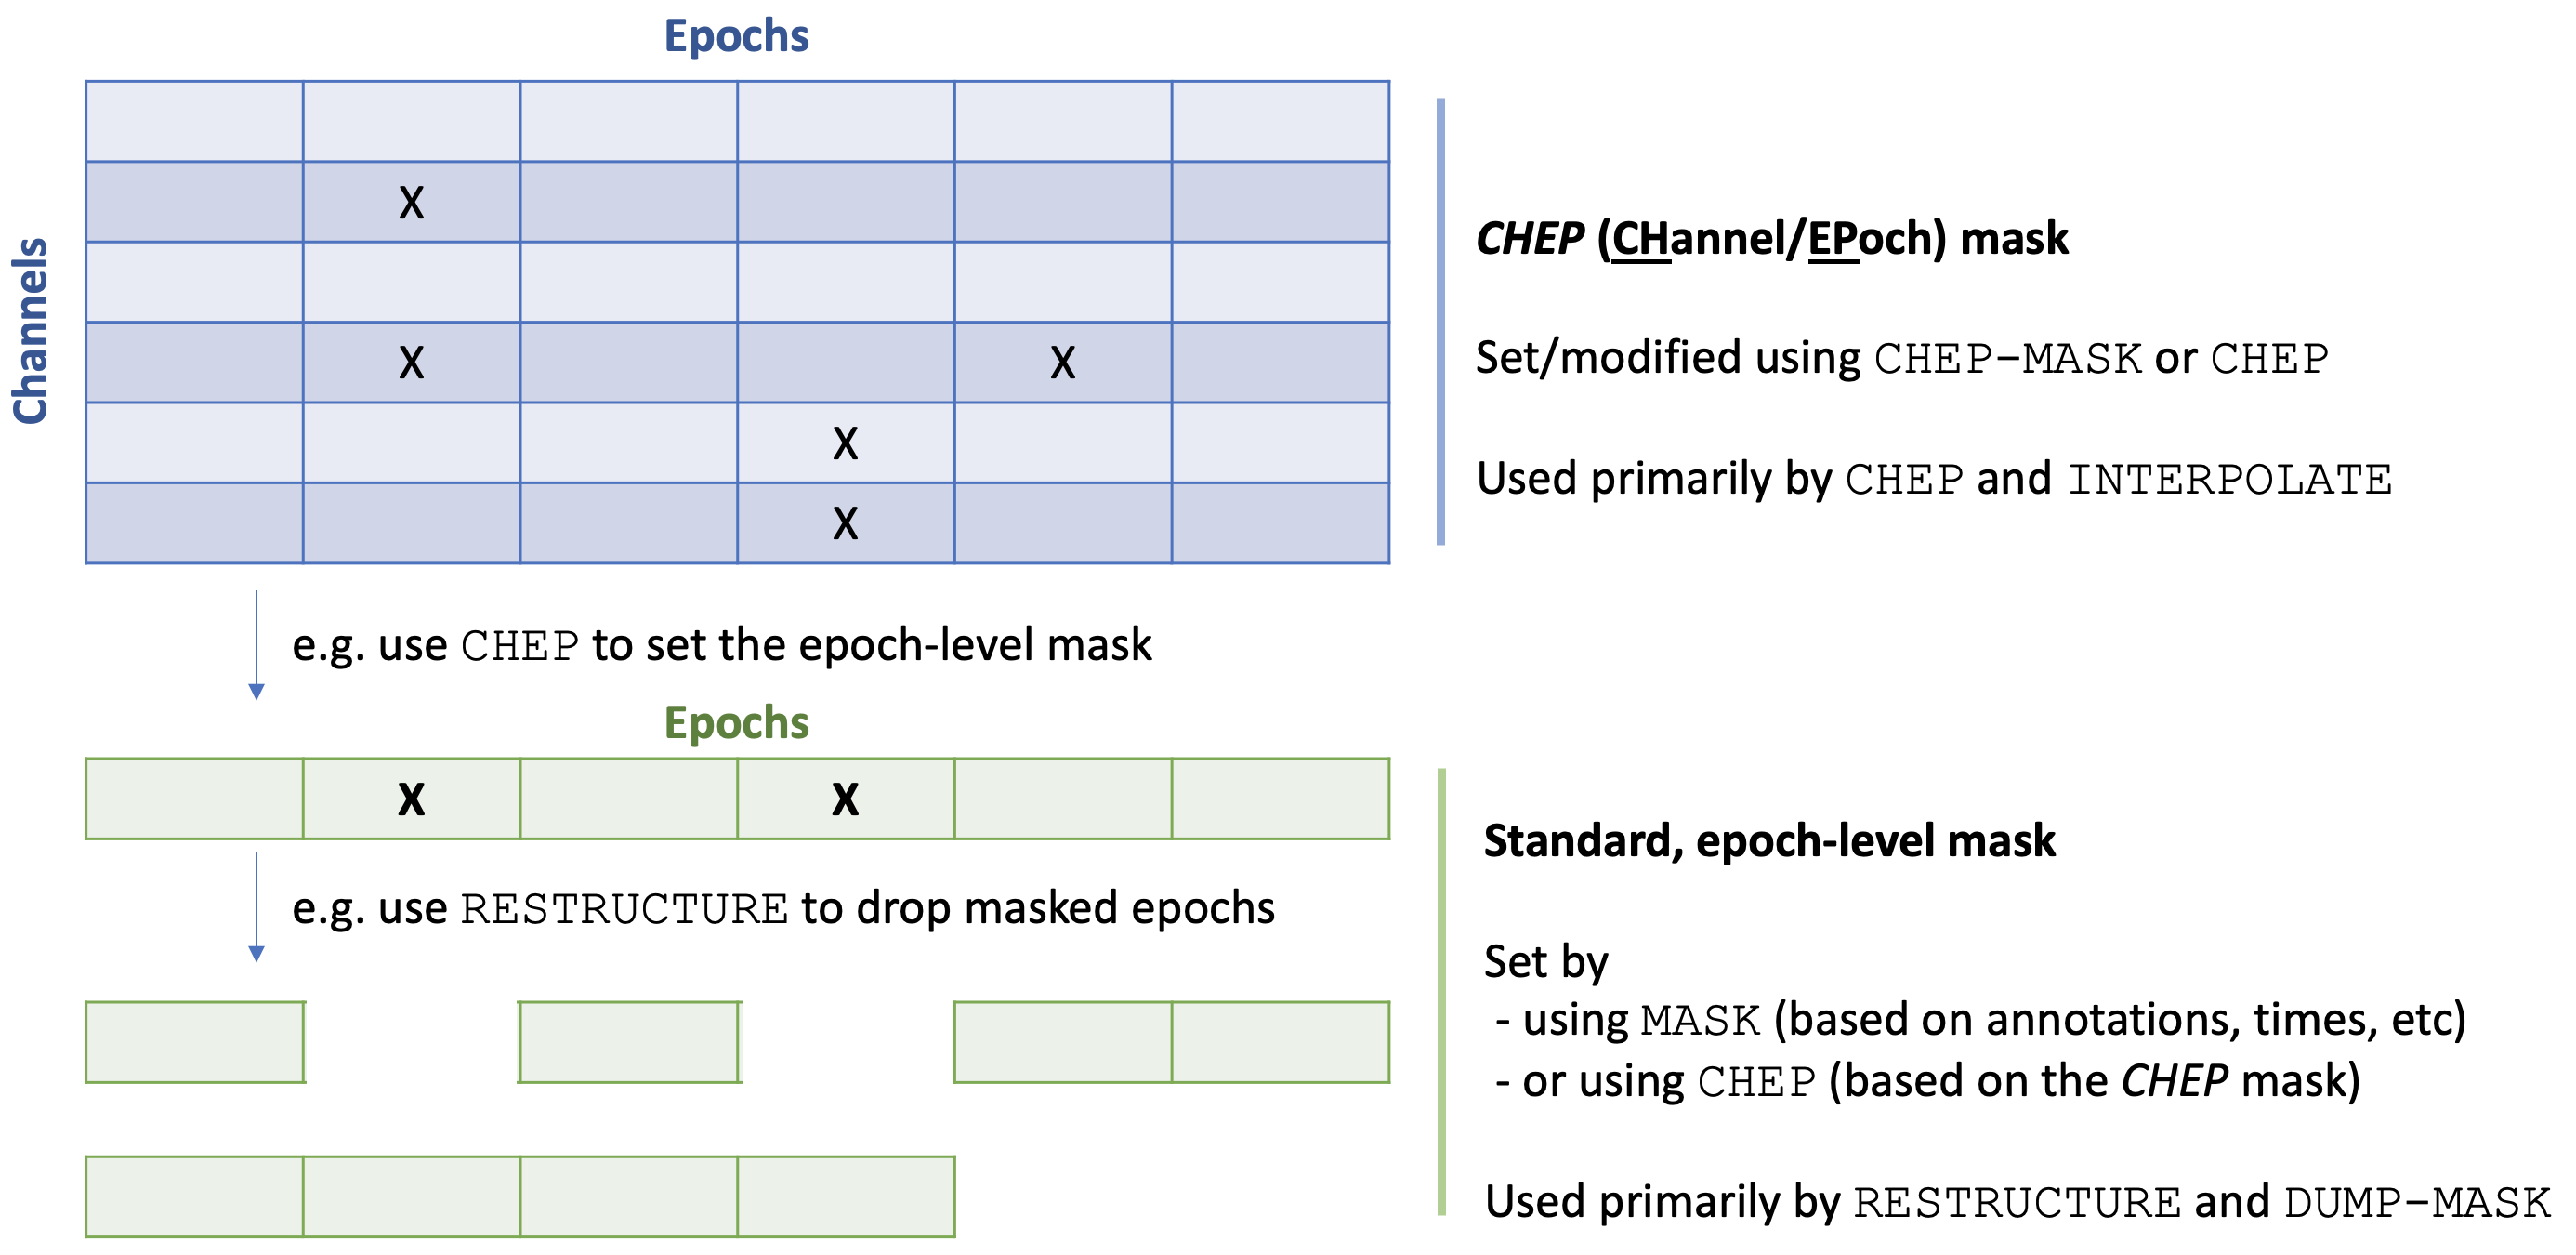 Epochs
Channels
X
X
X
X
X
CHEP (CHannel/EPoch) mask
Set/modified using CHEP-MASK or CHEP
Used primarily by CHEP and INTERPOLATE
e.g. use CHEP to set the epoch-level mask
Epochs
X X
e.g. use RESTRUCTURE to drop masked epochs
Standard, epoch-level mask
Set by
- using MASK (based on annotations, times, etc)
- or using CHEP (based on the CHEP mask)
Used primarily by RESTRUCTURE and DUMP-MASK